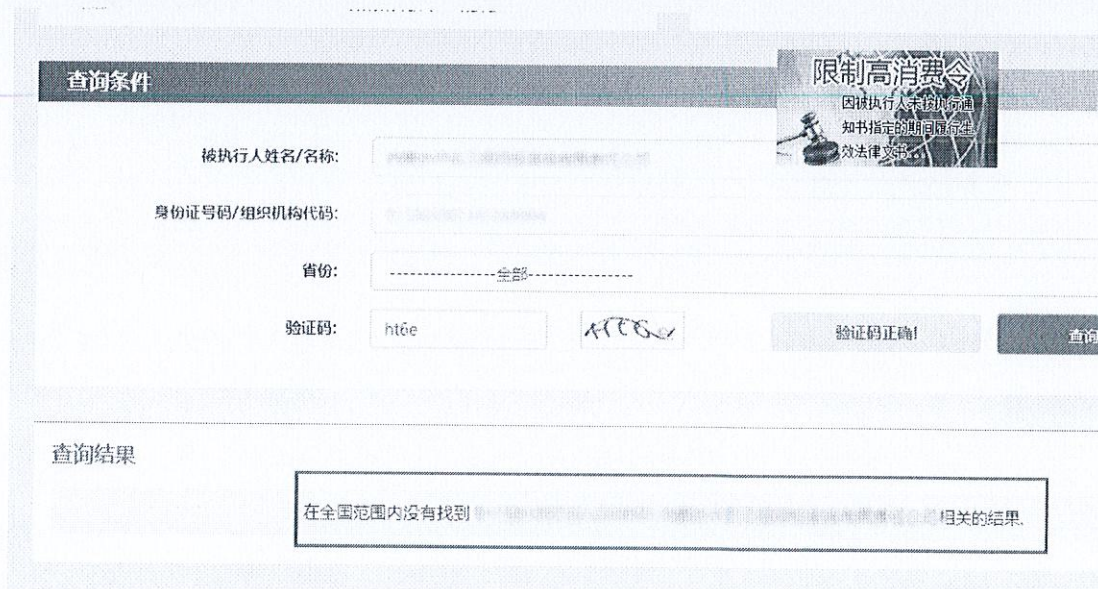 查询条件
限制高消费令
因被执行人未按执行通
知书指定的期间履行生
效法律文书...
被执行人姓名/名称:
身份证号码/组织机构代码:
省份:
----------------全部----------------
验证码:
ht6e
验证码正确!
查询
查询结果
在全国范围内没有找到
相关的结果.